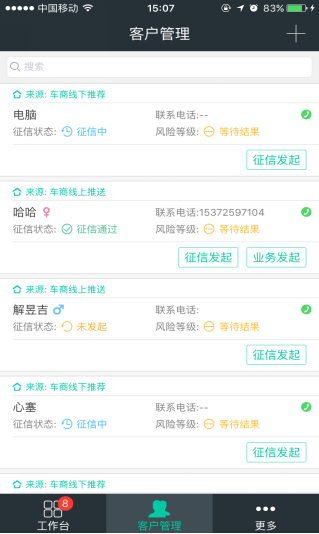 中国移动 15:07 83%
客户管理
搜索
来源: 车商线下推荐
电脑 联系电话:--
征信状态: 征信中 风险等级: 等待结果
征信发起
来源: 车商线上推送
哈哈 联系电话:15372597104
征信状态: 征信通过 风险等级: 等待结果
征信发起 业务发起
来源: 车商线上推送
解昱吉 联系电话:
征信状态: 未发起 风险等级: 等待结果
征信发起
来源: 车商线下推荐
心塞 联系电话:--
征信状态: 征信中 风险等级: 等待结果
征信发起
来源: 车商线下推荐
8
工作台 客户管理 更多